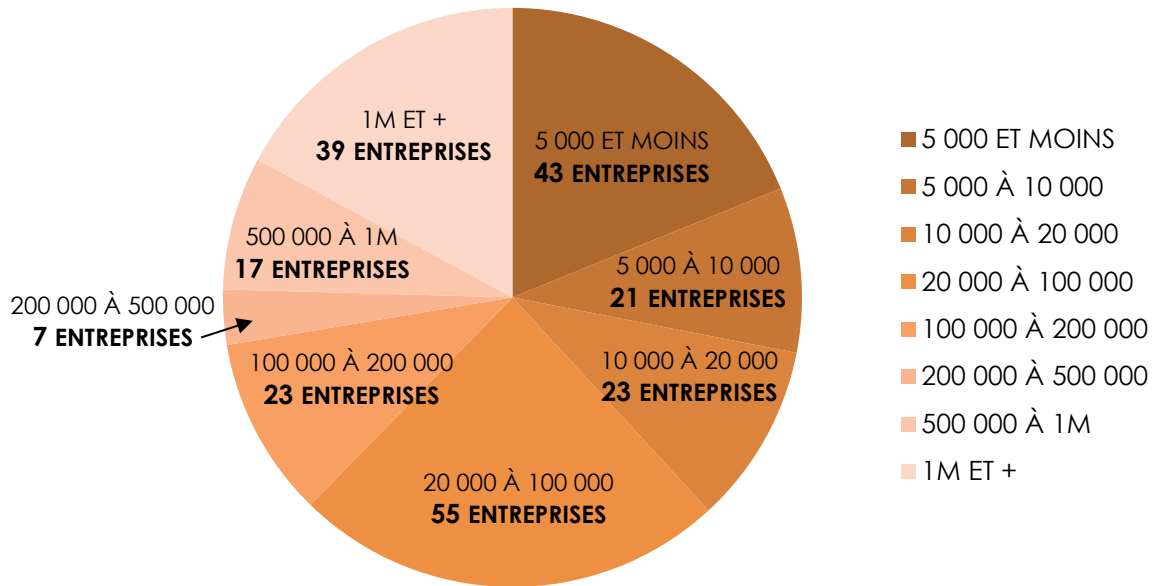 1M ET +
39 ENTREPRISES
5 000 ET MOINS
43 ENTREPRISES
500 000 À 1M
17 ENTREPRISES
5 000 À 10 000
21 ENTREPRISES
200 000 À 500 000
7 ENTREPRISES
100 000 À 200 000
23 ENTREPRISES
10 000 À 20 000
23 ENTREPRISES
20 000 À 100 000
55 ENTREPRISES
5 000 ET MOINS
5 000 À 10 000
10 000 À 20 000
20 000 À 100 000
100 000 À 200 000
200 000 À 500 000
500 000 À 1M
1M ET +